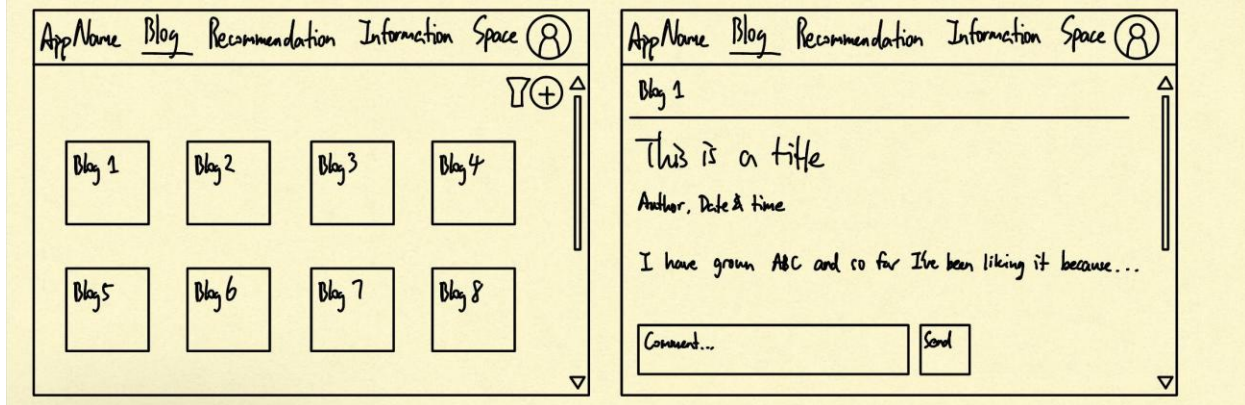 AppName Blog Recommendation Information Space
Blog 1 Blog 2 Blog 3 Blog 4
Blog 5 Blog 6 Blog 7 Blog 8
AppName Blog Recommendation Information Space
Blog 1
This is a title
Author, Date & time
I have grown ABC and so far I've been liking it because...
Comment... Send